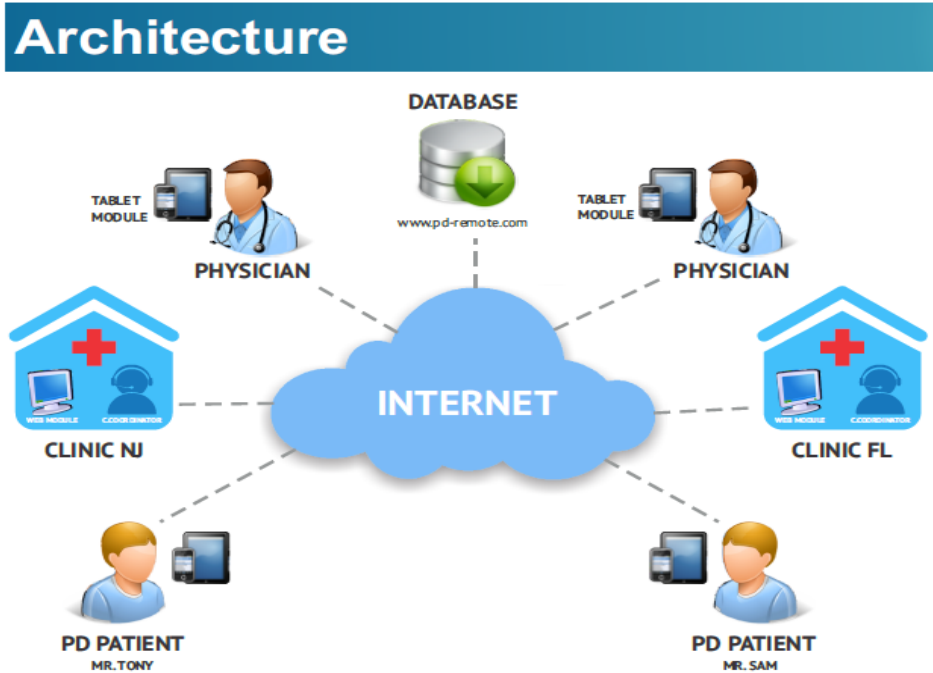 Architecture
DATABASE
www.pd-remote.com
TABLET
MODULE
PHYSICIAN
TABLET
MODULE
PHYSICIAN
INTERNET
WEB MODULE
C.COORDINATOR
CLINIC NJ
WEB MODULE
C.COORDINATOR
CLINIC FL
PD PATIENT
MR. TONY
PD PATIENT
MR. SAM